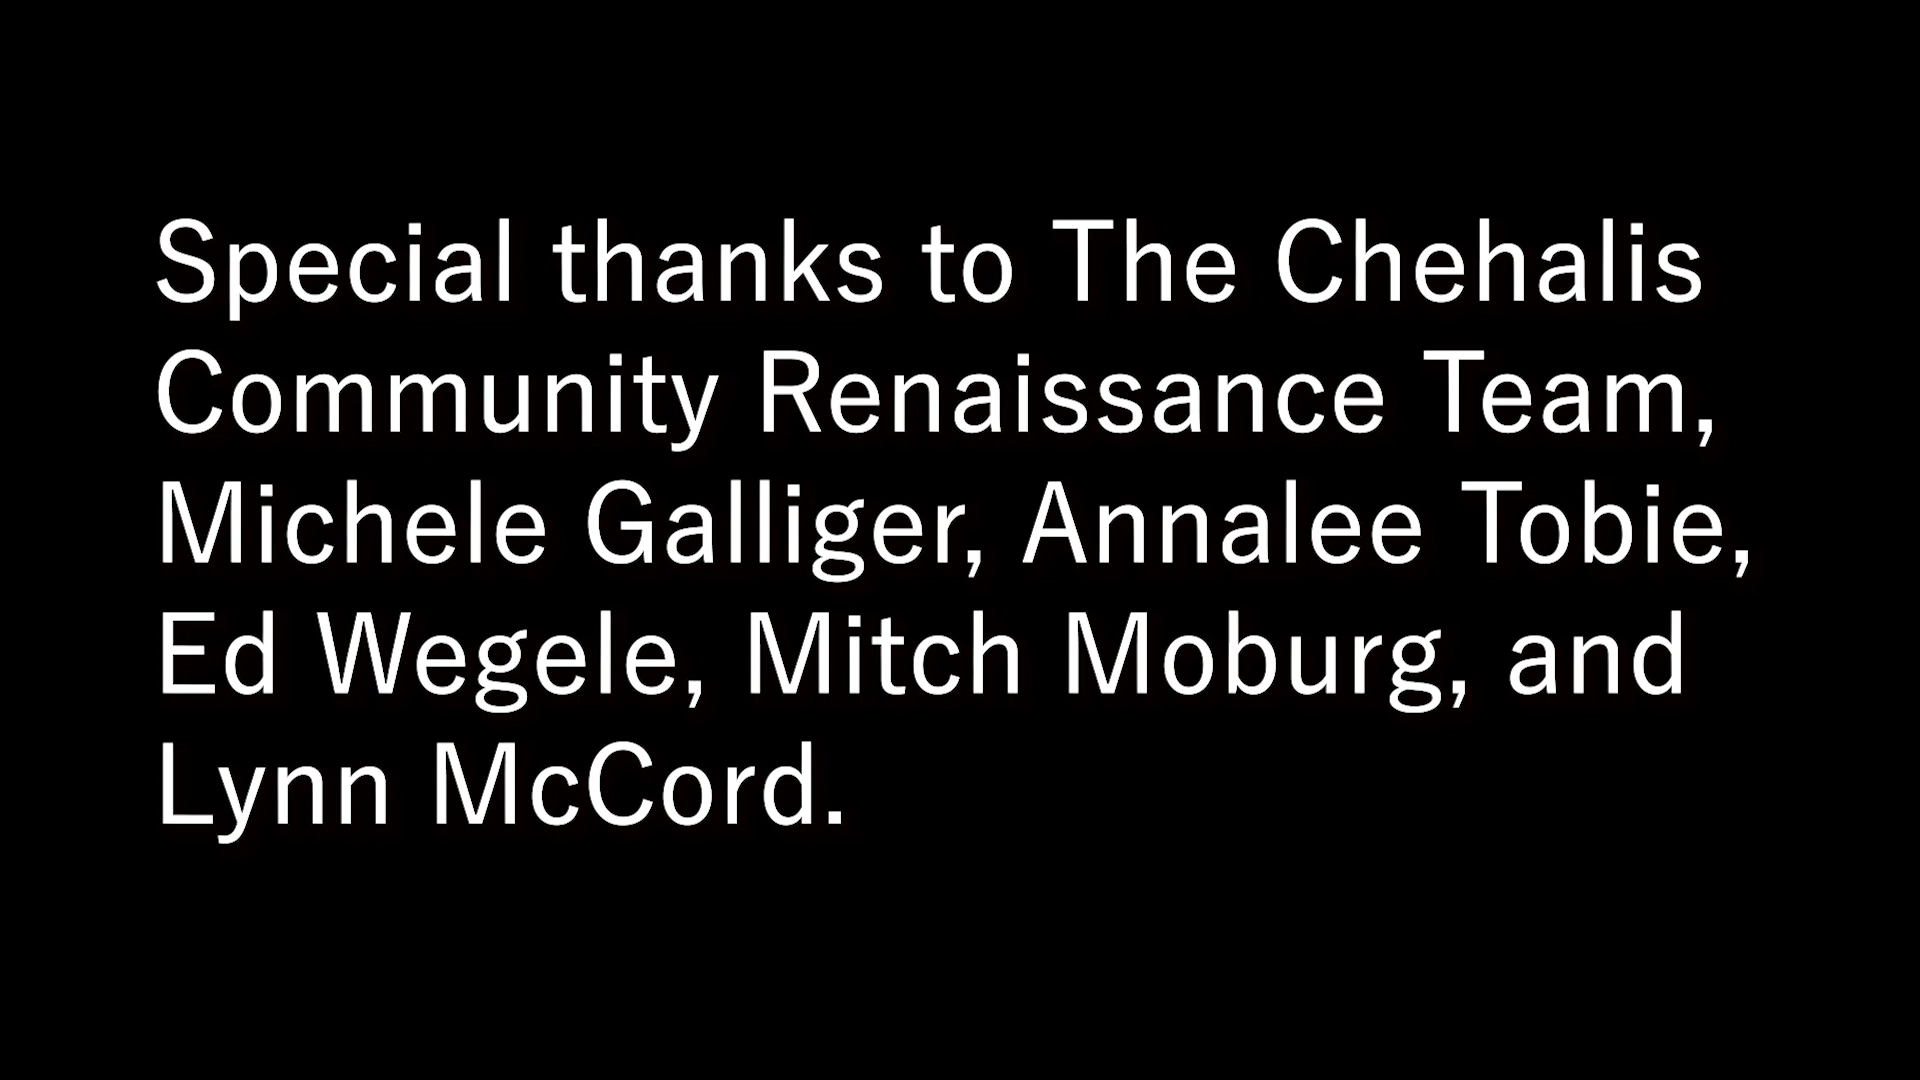 Special thanks to The Chehalis
Community Renaissance Team,
Michele Galliger, Annalee Tobie,
Ed Wegele, Mitch Moburg, and
Lynn McCord.